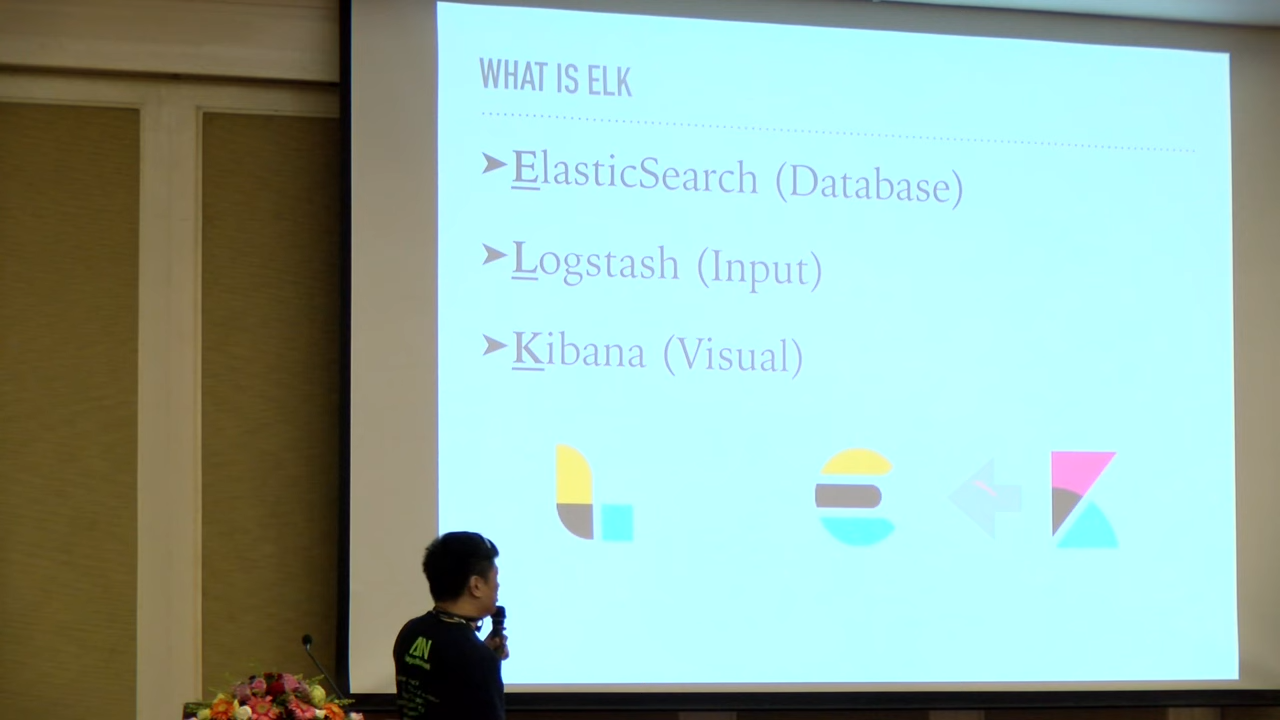 WHAT IS ELK
➤ElasticSearch (Database)
➤Logstash (Input)
➤Kibana (Visual)